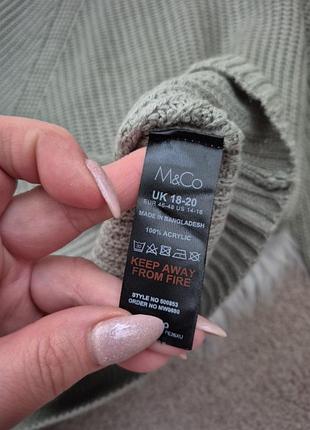 M&Co
UK 18-20
EUR 46-48 US 14-16
MADE IN BANGLADESH
100% ACRYLIC
KEEP AWAY
FROM FIRE
STYLE NO 500853
ORDER NO NW0680